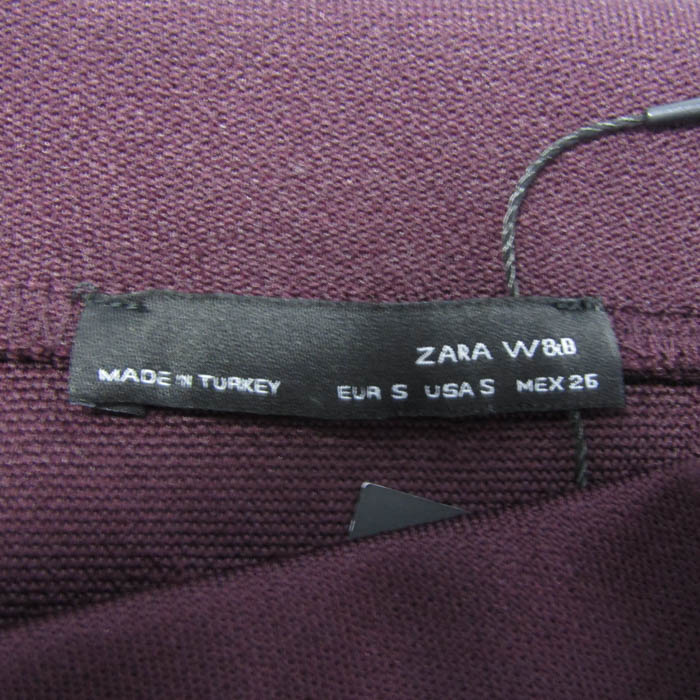 ZARA W&B
MADE IN TURKEY
EUR S USA S MEX 26